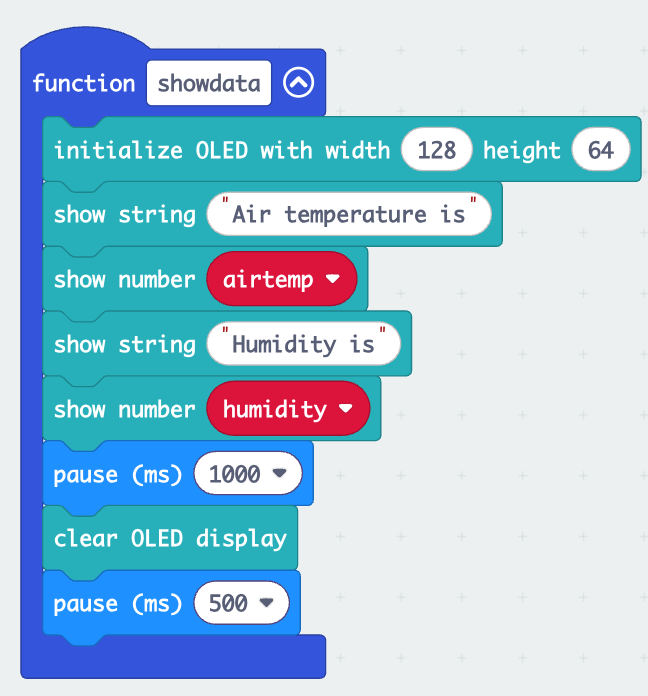 function showdata
initialize OLED with width 128 height 64
show string "Air temperature is"
show number airtemp
show string "Humidity is"
show number humidity
pause (ms) 1000
clear OLED display
pause (ms) 500